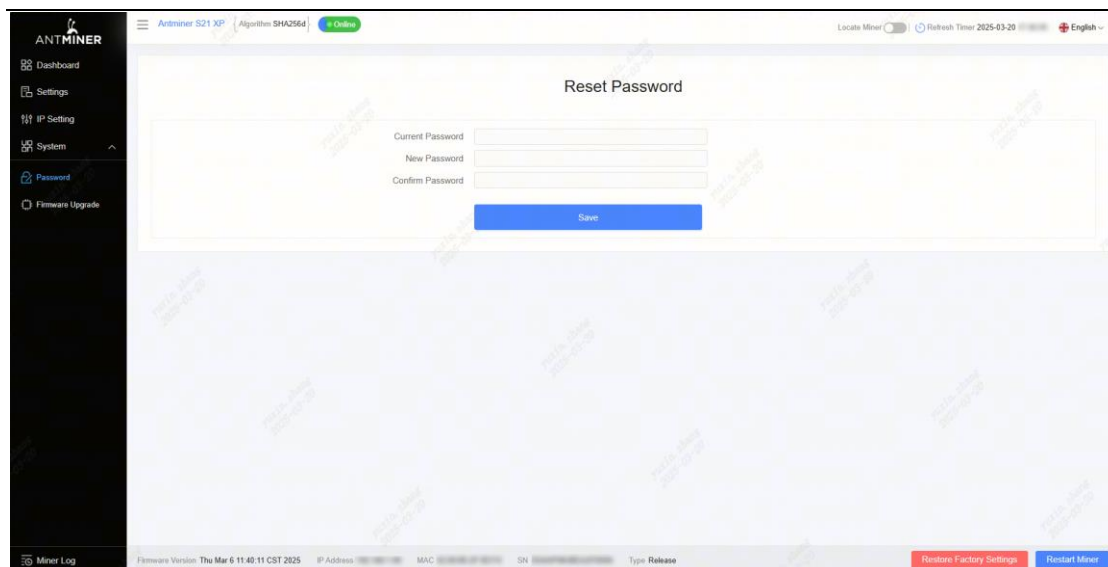 ANTMINER
Antminer S21 XP Algorithm SHA256d Online
Locate Miner Refresh Timer 2025-03-20 English
Dashboard
Settings
IP Setting
System
Password
Firmware Upgrade
Reset Password
Current Password
New Password
Confirm Password
Save
Miner Log
Firmware Version Thu Mar 6 11:40:11 CST 2025 IP Address MAC SN Type Release
Restore Factory Settings Restart Miner